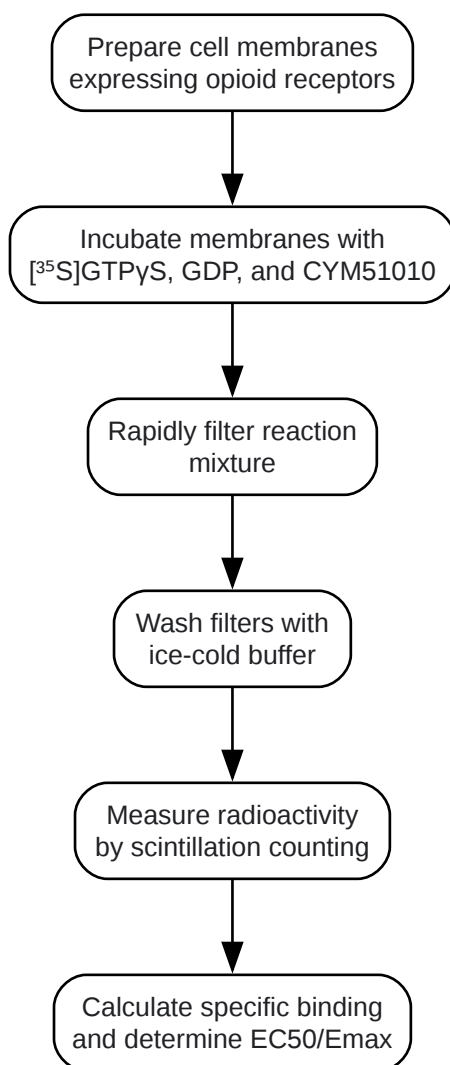 Prepare cell membranes
expressing opioid receptors
Incubate membranes with
[³⁵S]GTPγS, GDP, and CYM51010
Rapidly filter reaction
mixture
Wash filters with
ice-cold buffer
Measure radioactivity
by scintillation counting
Calculate specific binding
and determine EC50/Emax